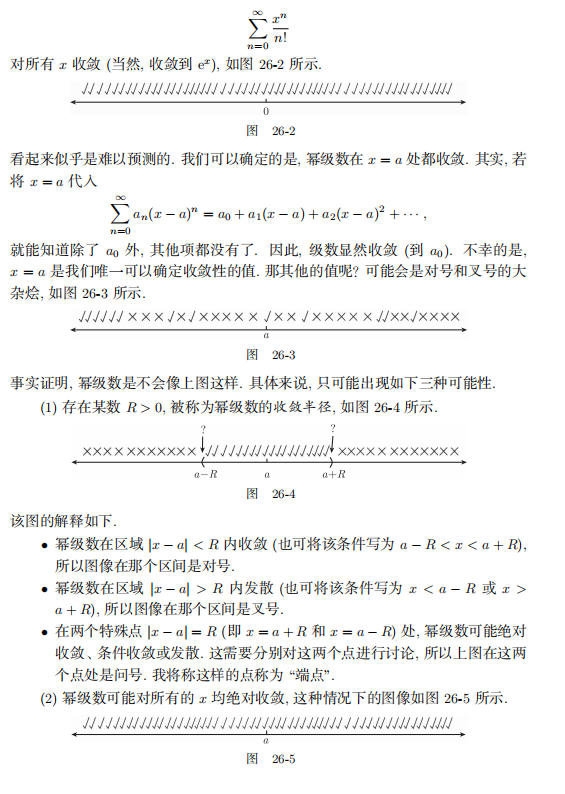 ∞
∑ xⁿ/n!
n=0
对所有 x 收敛 (当然, 收敛到 eˣ), 如图 26-2 所示.
√√√√√√√√√√√√√√√√√√√√√√√√√√√√√√√√√√√√√√√√√√√√√√√
0
图 26-2
看起来似乎是难以预测的. 我们可以确定的是, 幂级数在 x = a 处都收敛. 其实, 若
将 x = a 代入
∞
∑ aₙ(x − a)ⁿ = a₀ + a₁(x − a) + a₂(x − a)² + ⋯ ,
n=0
就能知道除了 a₀ 外, 其他项都没有了. 因此, 级数显然收敛 (到 a₀). 不幸的是,
x = a 是我们唯一可以确定收敛性的值. 那其他的值呢? 可能会是对号和叉号的大
杂烩, 如图 26-3 所示.
√√√√√√ × × × √×√ × × × × × √ × × √ × × × × × √√××√××××
a
图 26-3
事实证明, 幂级数是不会像上图这样. 具体来说, 只可能出现如下三种可能性.
(1) 存在某数 R > 0, 被称为幂级数的收敛半径, 如图 26-4 所示.
? ?
××××××××××××√√√√√√√√√√√√√√√√√××××××××××××
a−R a a+R
图 26-4
该图的解释如下.
• 幂级数在区域 |x − a| < R 内收敛 (也可将该条件写为 a − R < x < a + R),
所以图像在那个区间是对号.
• 幂级数在区域 |x − a| > R 内发散 (也可将该条件写为 x < a − R 或 x >
a + R), 所以图像在那个区间是叉号.
• 在两个特殊点 |x − a| = R (即 x = a + R 和 x = a − R) 处, 幂级数可能绝对
收敛、条件收敛或发散. 这需要分别对这两个点进行讨论, 所以上图在这两
个点处是问号. 我将称这样的点称为 “端点”.
(2) 幂级数可能对所有的 x 均绝对收敛, 这种情况下的图像如图 26-5 所示.
√√√√√√√√√√√√√√√√√√√√√√√√√√√√√√√√√√√√√√√√√√√√√√√
a
图 26-5